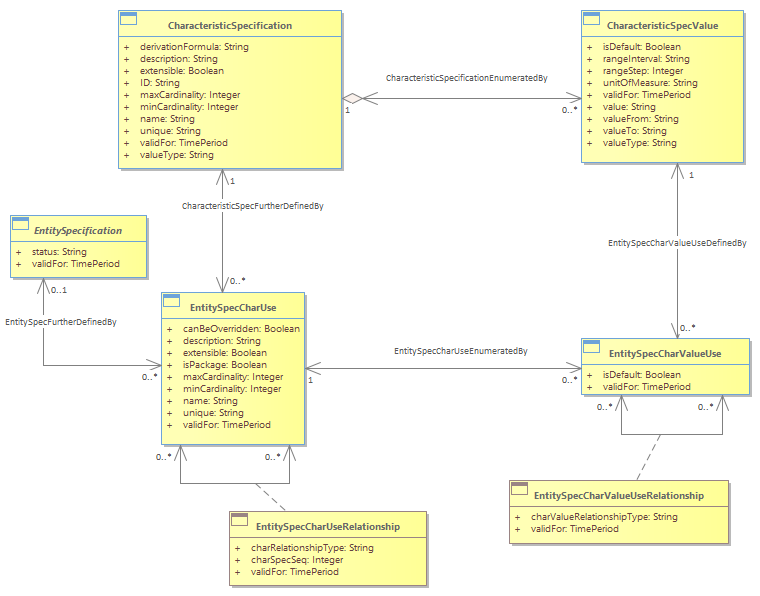 CharacteristicSpecification
+ derivationFormula: String
+ description: String
+ extensible: Boolean
+ ID: String
+ maxCardinality: Integer
+ minCardinality: Integer
+ name: String
+ unique: String
+ validFor: TimePeriod
+ valueType: String
CharacteristicSpecificationEnumeratedBy
1
0..*
CharacteristicSpecValue
+ isDefault: Boolean
+ rangeInterval: String
+ rangeStep: Integer
+ unitOfMeasure: String
+ validFor: TimePeriod
+ value: String
+ valueFrom: String
+ valueTo: String
+ valueType: String
1
CharacteristicSpecFurtherDefinedBy
0..*
1
EntitySpecCharValueUseDefinedBy
0..*
EntitySpecification
+ status: String
+ validFor: TimePeriod
0..1
EntitySpecFurtherDefinedBy
0..*
EntitySpecCharUse
+ canBeOverridden: Boolean
+ description: String
+ extensible: Boolean
+ isPackage: Boolean
+ maxCardinality: Integer
+ minCardinality: Integer
+ name: String
+ unique: String
+ validFor: TimePeriod
EntitySpecCharUseEnumeratedBy
1
0..*
EntitySpecCharValueUse
+ isDefault: Boolean
+ validFor: TimePeriod
0..*
0..*
0..*
0..*
EntitySpecCharUseRelationship
+ charRelationshipType: String
+ charSpecSeq: Integer
+ validFor: TimePeriod
EntitySpecCharValueUseRelationship
+ charValueRelationshipType: String
+ validFor: TimePeriod